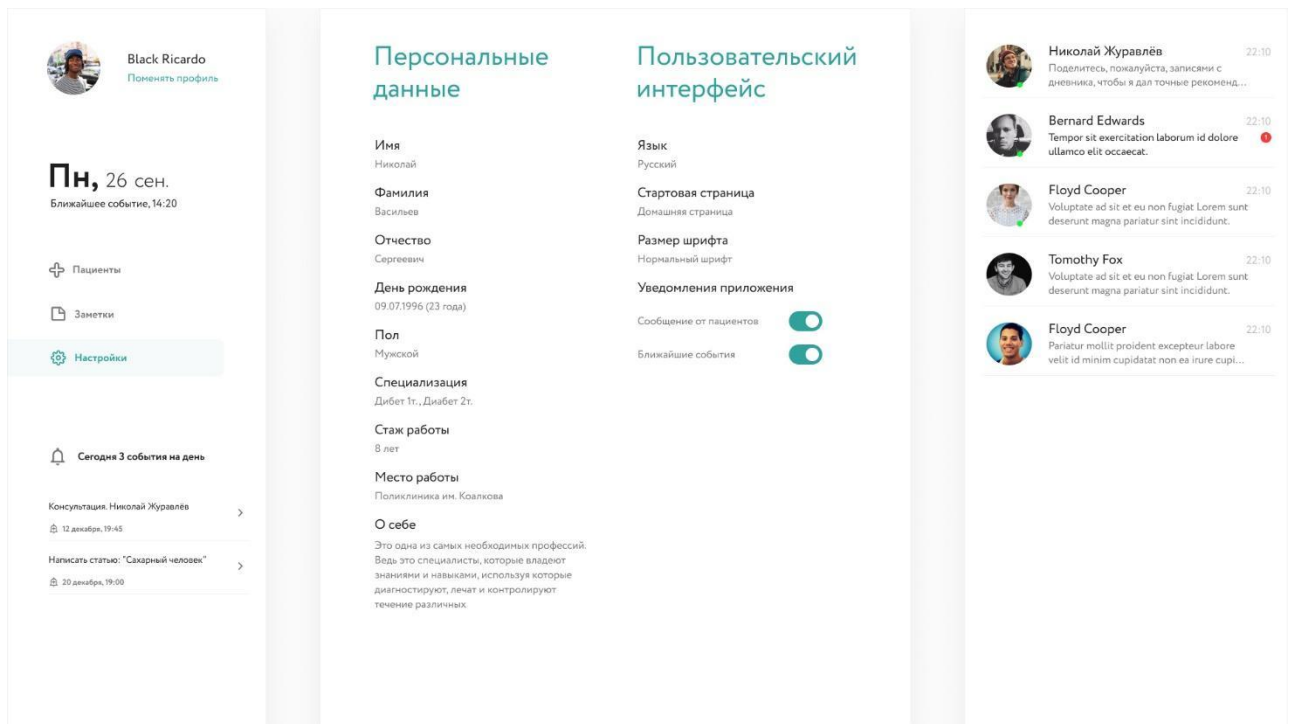 Black Ricardo
Поменять профиль
Пн, 26 сен.
Ближайшее событие, 14:20
Пациенты
Заметки
Настройки
Сегодня 3 события на день
Консультация. Николай Журавлёв
12 декабря, 19:45
Написать статью: "Сахарный человек"
20 декабря, 19:00
Персональные
данные
Имя
Николай
Фамилия
Васильев
Отчество
Сергеевич
День рождения
09.07.1996 (23 года)
Пол
Мужской
Специализация
Дибет 1т., Диабет 2т.
Стаж работы
8 лет
Место работы
Поликлиника им. Коалкова
О себе
Это одна из самых необходимых профессий.
Ведь это специалисты, которые владеют
знаниями и навыками, используя которые
диагностируют, лечат и контролируют
течение различных
Пользовательский
интерфейс
Язык
Русский
Стартовая страница
Домашняя страница
Размер шрифта
Нормальный шрифт
Уведомления приложения
Сообщение от пациентов
Ближайшие события
Николай Журавлёв 22:10
Поделитесь, пожалуйста, записями с
дневника, чтобы я дал точные рекоменд...
Bernard Edwards 22:10
Tempor sit exercitation laborum id dolore
ullamco elit occaecat.
Floyd Cooper 22:10
Voluptate ad sit et eu non fugiat Lorem sunt
deserunt magna pariatur sint incididunt.
Tomothy Fox 22:10
Voluptate ad sit et eu non fugiat Lorem sunt
deserunt magna pariatur sint incididunt.
Floyd Cooper 22:10
Pariatur mollit proident excepteur labore
velit id minim cupidatat non ea irure cupi...